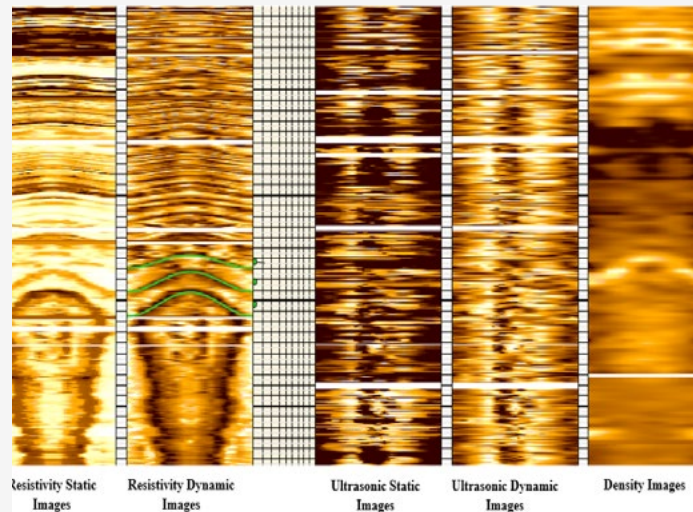 Resistivity Static
Images
Resistivity Dynamic
Images
Ultrasonic Static
Images
Ultrasonic Dynamic
Images
Density Images